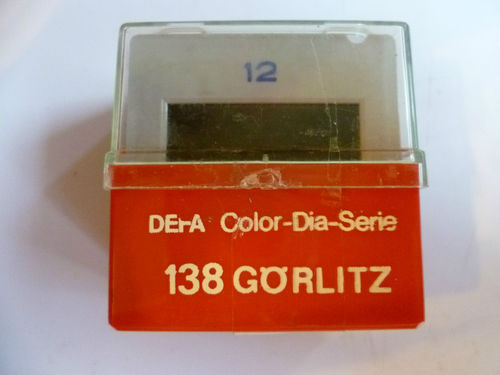 12
DEFA Color-Dia-Serie
138 GÖRLITZ